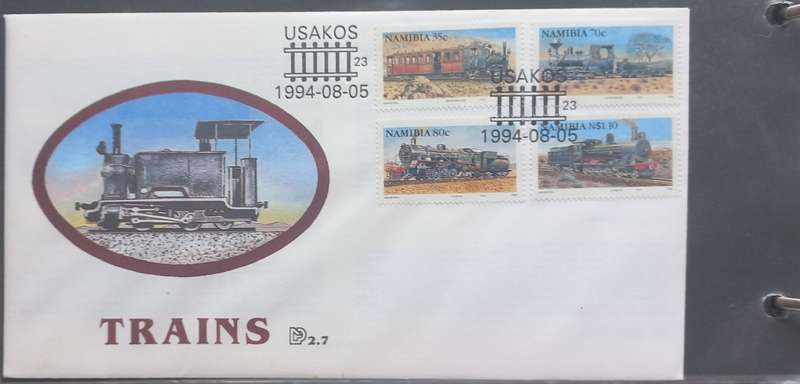 USAKOS
23
1994-08-05
NAMIBIA 35c
NAMIBIA 70c
USAKOS
23
1994-08-05
NAMIBIA 80c
NAMIBIA N$1.10
TRAINS
2.7